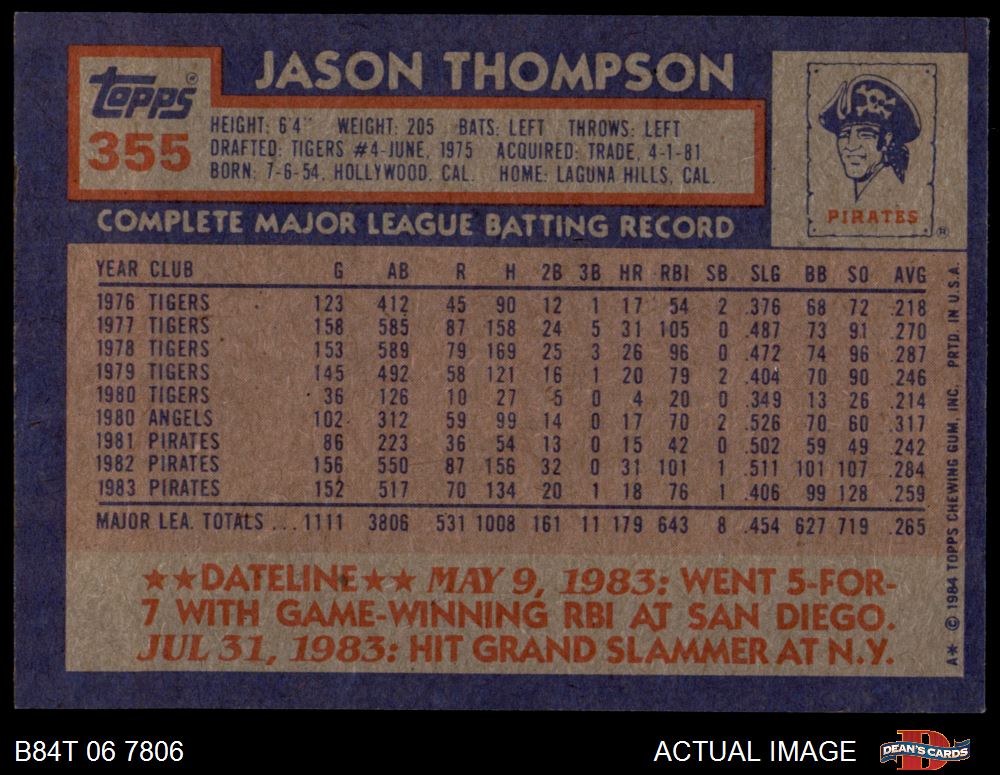 topps®
355
JASON THOMPSON
HEIGHT: 6'4" WEIGHT: 205 BATS: LEFT THROWS: LEFT
DRAFTED: TIGERS #4-JUNE, 1975 ACQUIRED: TRADE, 4-1-81
BORN: 7-6-54, HOLLYWOOD, CAL. HOME: LAGUNA HILLS, CAL.
PIRATES
®
COMPLETE MAJOR LEAGUE BATTING RECORD
YEAR CLUB G AB R H 2B 3B HR RBI SB SLG BB SO AVG
1976 TIGERS 123 412 45 90 12 1 17 54 2 .376 68 72 .218
1977 TIGERS 158 585 87 158 24 5 31 105 0 .487 73 91 .270
1978 TIGERS 153 589 79 169 25 3 26 96 0 .472 74 96 .287
1979 TIGERS 145 492 58 121 16 1 20 79 2 .404 70 90 .246
1980 TIGERS 36 126 10 27 5 0 4 20 0 .349 13 26 .214
1980 ANGELS 102 312 59 99 14 0 17 70 2 .526 70 60 .317
1981 PIRATES 86 223 36 54 13 0 15 42 0 .502 59 49 .242
1982 PIRATES 156 550 87 156 32 0 31 101 1 .511 101 107 .284
1983 PIRATES 152 517 70 134 20 1 18 76 1 .406 99 128 .259
MAJOR LEA. TOTALS ... 1111 3806 531 1008 161 11 179 643 8 .454 627 719 .265
★★DATELINE★★ MAY 9, 1983: WENT 5-FOR-
7 WITH GAME-WINNING RBI AT SAN DIEGO.
JUL 31, 1983: HIT GRAND SLAMMER AT N.Y.
A* © 1984 TOPPS CHEWING GUM, INC. PRTD. IN U.S.A.
B84T 06 7806
ACTUAL IMAGE
D
DEAN'S CARDS